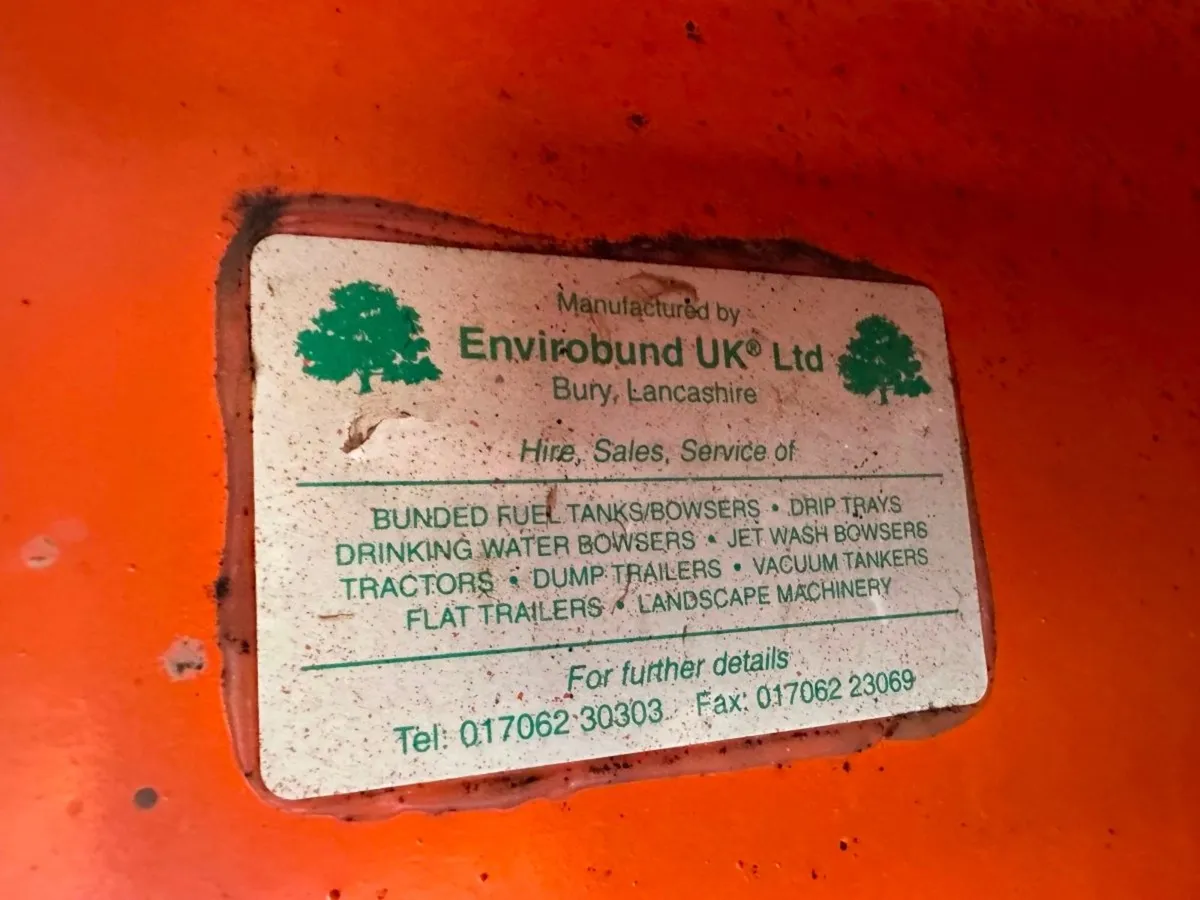 Manufactured by
Envirobund UK® Ltd
Bury, Lancashire
Hire, Sales, Service of
BUNDED FUEL TANKS/BOWSERS • DRIP TRAYS
DRINKING WATER BOWSERS • JET WASH BOWSERS
TRACTORS • DUMP TRAILERS • VACUUM TANKERS
FLAT TRAILERS • LANDSCAPE MACHINERY
For further details
Tel: 017062 30303 Fax: 017062 23069